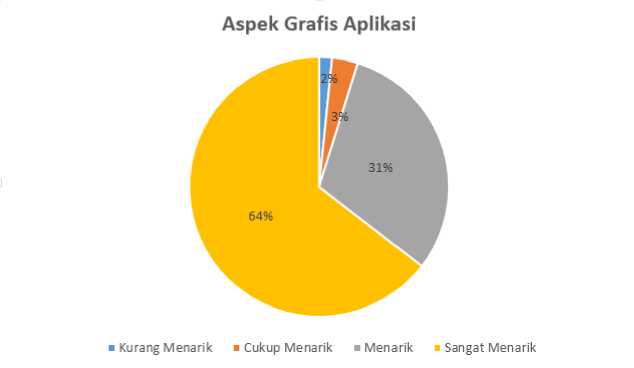 Aspek Grafis Aplikasi
2%
3%
31%
64%
Kurang Menarik
Cukup Menarik
Menarik
Sangat Menarik